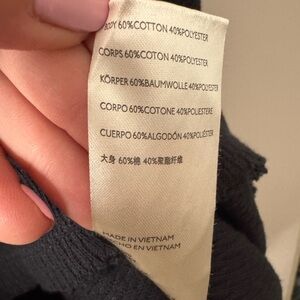 BODY 60%COTTON 40%POLYESTER
CORPS 60%COTON 40%POLYESTER
KÖRPER 60%BAUMWOLLE 40%POLYESTER
CORPO 60%COTONE 40%POLIESTERE
CUERPO 60%ALGODÓN 40%POLIÉSTER
大身 60%棉 40%聚酯纤维
MADE IN VIETNAM
HECHO EN VIETNAM